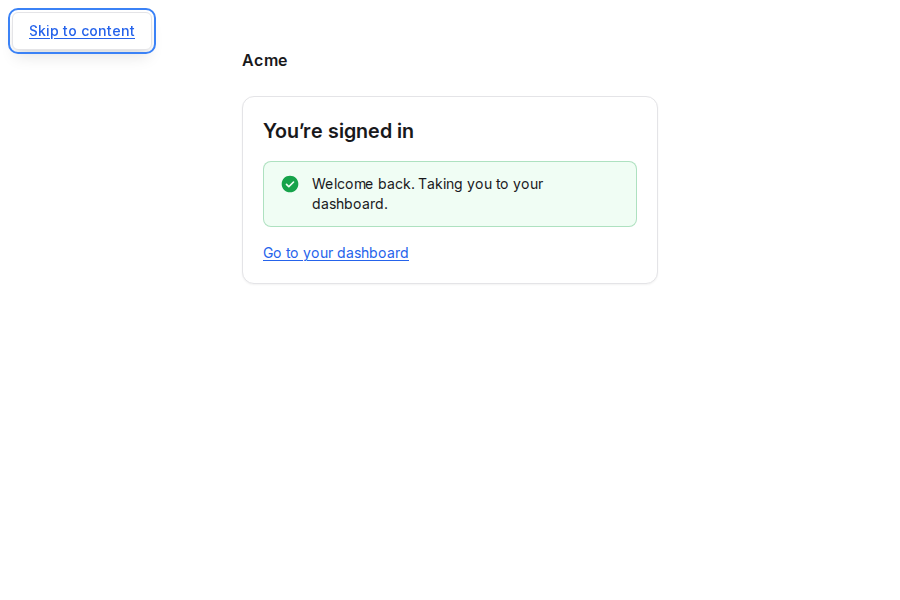 Skip to content
Acme
You’re signed in
Welcome back. Taking you to your
dashboard.
Go to your dashboard